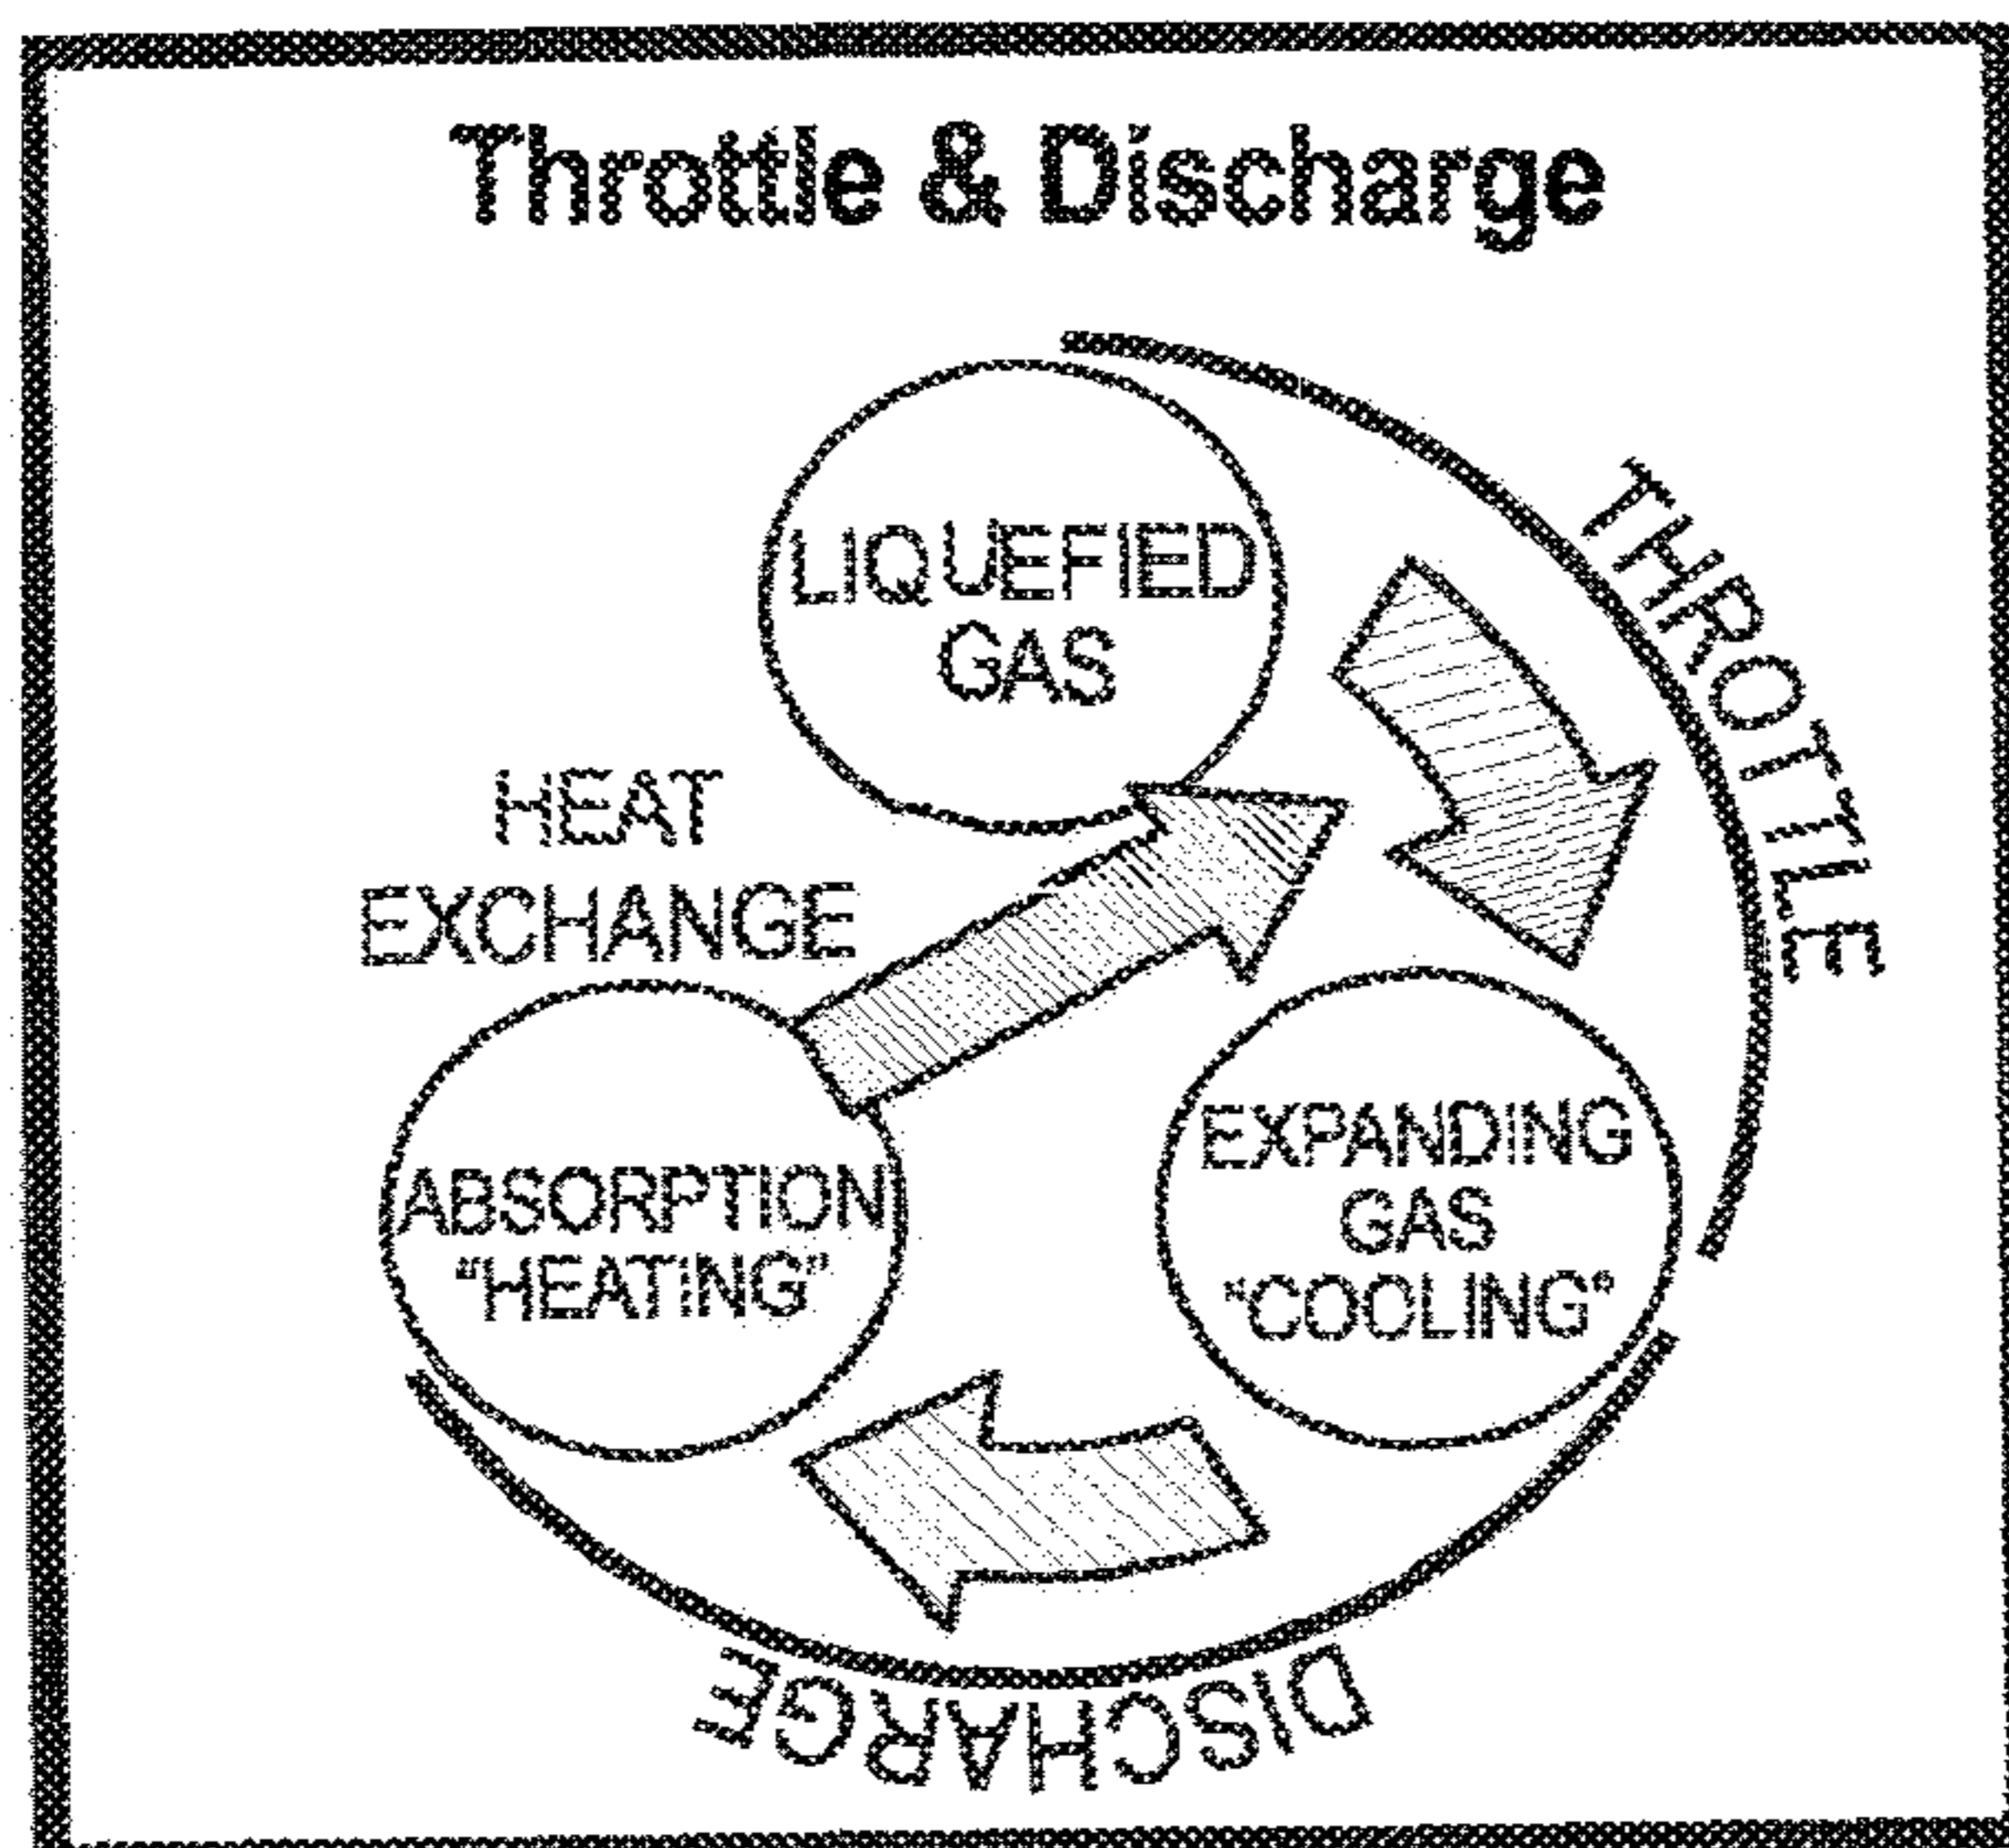 Throttle & Discharge
LIQUEFIED
GAS
THROTTLE
HEAT
EXCHANGE
EXPANDING
GAS
"COOLING"
ABSORPTION
"HEATING"
DISCHARGE